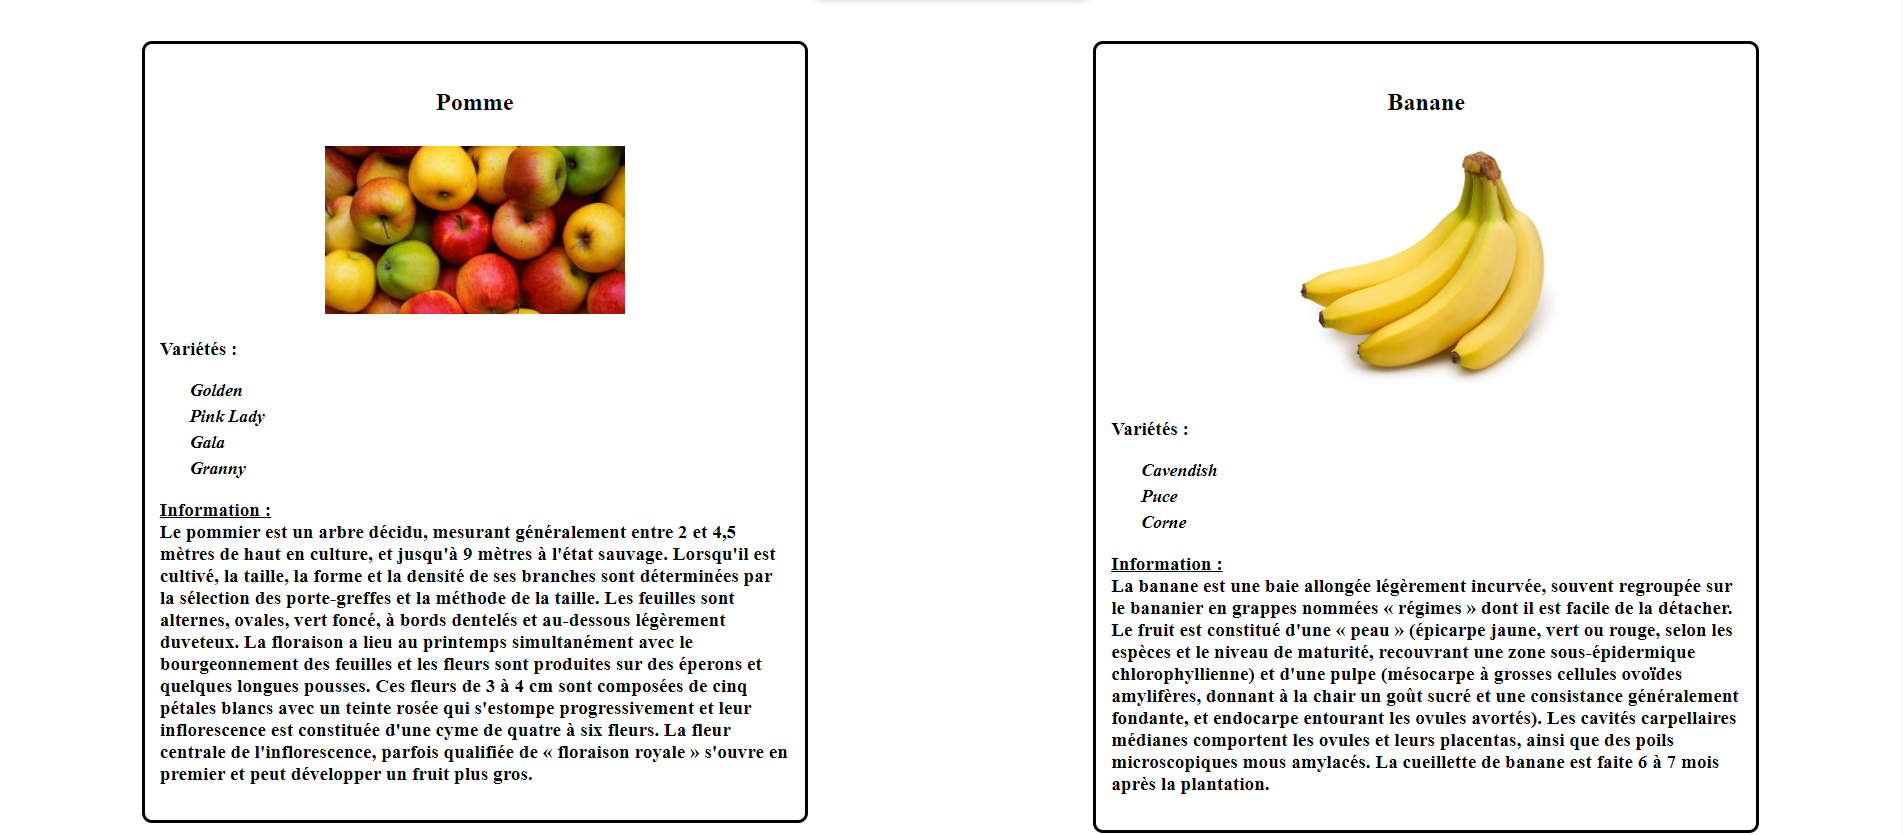 Pomme
Variétés :
Golden
Pink Lady
Gala
Granny
Information :
Le pommier est un arbre décidu, mesurant généralement entre 2 et 4,5
mètres de haut en culture, et jusqu'à 9 mètres à l'état sauvage. Lorsqu'il est
cultivé, la taille, la forme et la densité de ses branches sont déterminées par
la sélection des porte-greffes et la méthode de la taille. Les feuilles sont
alternes, ovales, vert foncé, à bords dentelés et au-dessous légèrement
duveteux. La floraison a lieu au printemps simultanément avec le
bourgeonnement des feuilles et les fleurs sont produites sur des éperons et
quelques longues pousses. Ces fleurs de 3 à 4 cm sont composées de cinq
pétales blancs avec un teinte rosée qui s'estompe progressivement et leur
inflorescence est constituée d'une cyme de quatre à six fleurs. La fleur
centrale de l'inflorescence, parfois qualifiée de « floraison royale » s'ouvre en
premier et peut développer un fruit plus gros.
Banane
Variétés :
Cavendish
Puce
Corne
Information :
La banane est une baie allongée légèrement incurvée, souvent regroupée sur
le bananier en grappes nommées « régimes » dont il est facile de la détacher.
Le fruit est constitué d'une « peau » (épicarpe jaune, vert ou rouge, selon les
espèces et le niveau de maturité, recouvrant une zone sous-épidermique
chlorophyllienne) et d'une pulpe (mésocarpe à grosses cellules ovoïdes
amylifères, donnant à la chair un goût sucré et une consistance généralement
fondante, et endocarpe entourant les ovules avortés). Les cavités carpellaires
médianes comportent les ovules et leurs placentas, ainsi que des poils
microscopiques mous amylacés. La cueillette de banane est faite 6 à 7 mois
après la plantation.